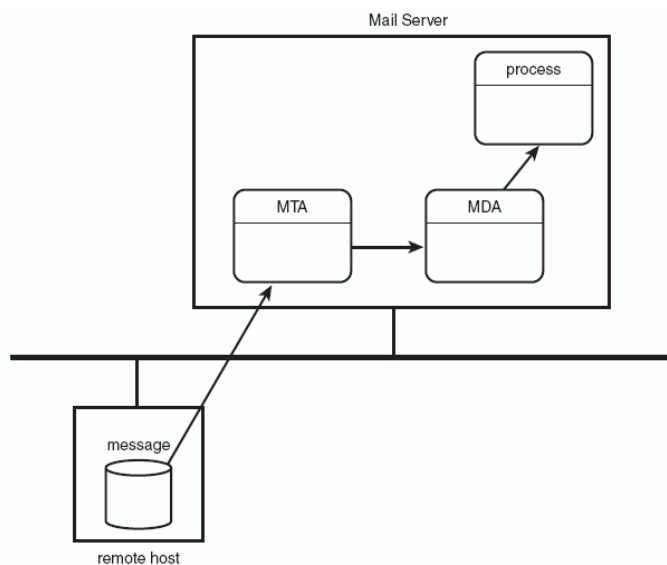 Mail Server
process
MTA
MDA
message
remote host